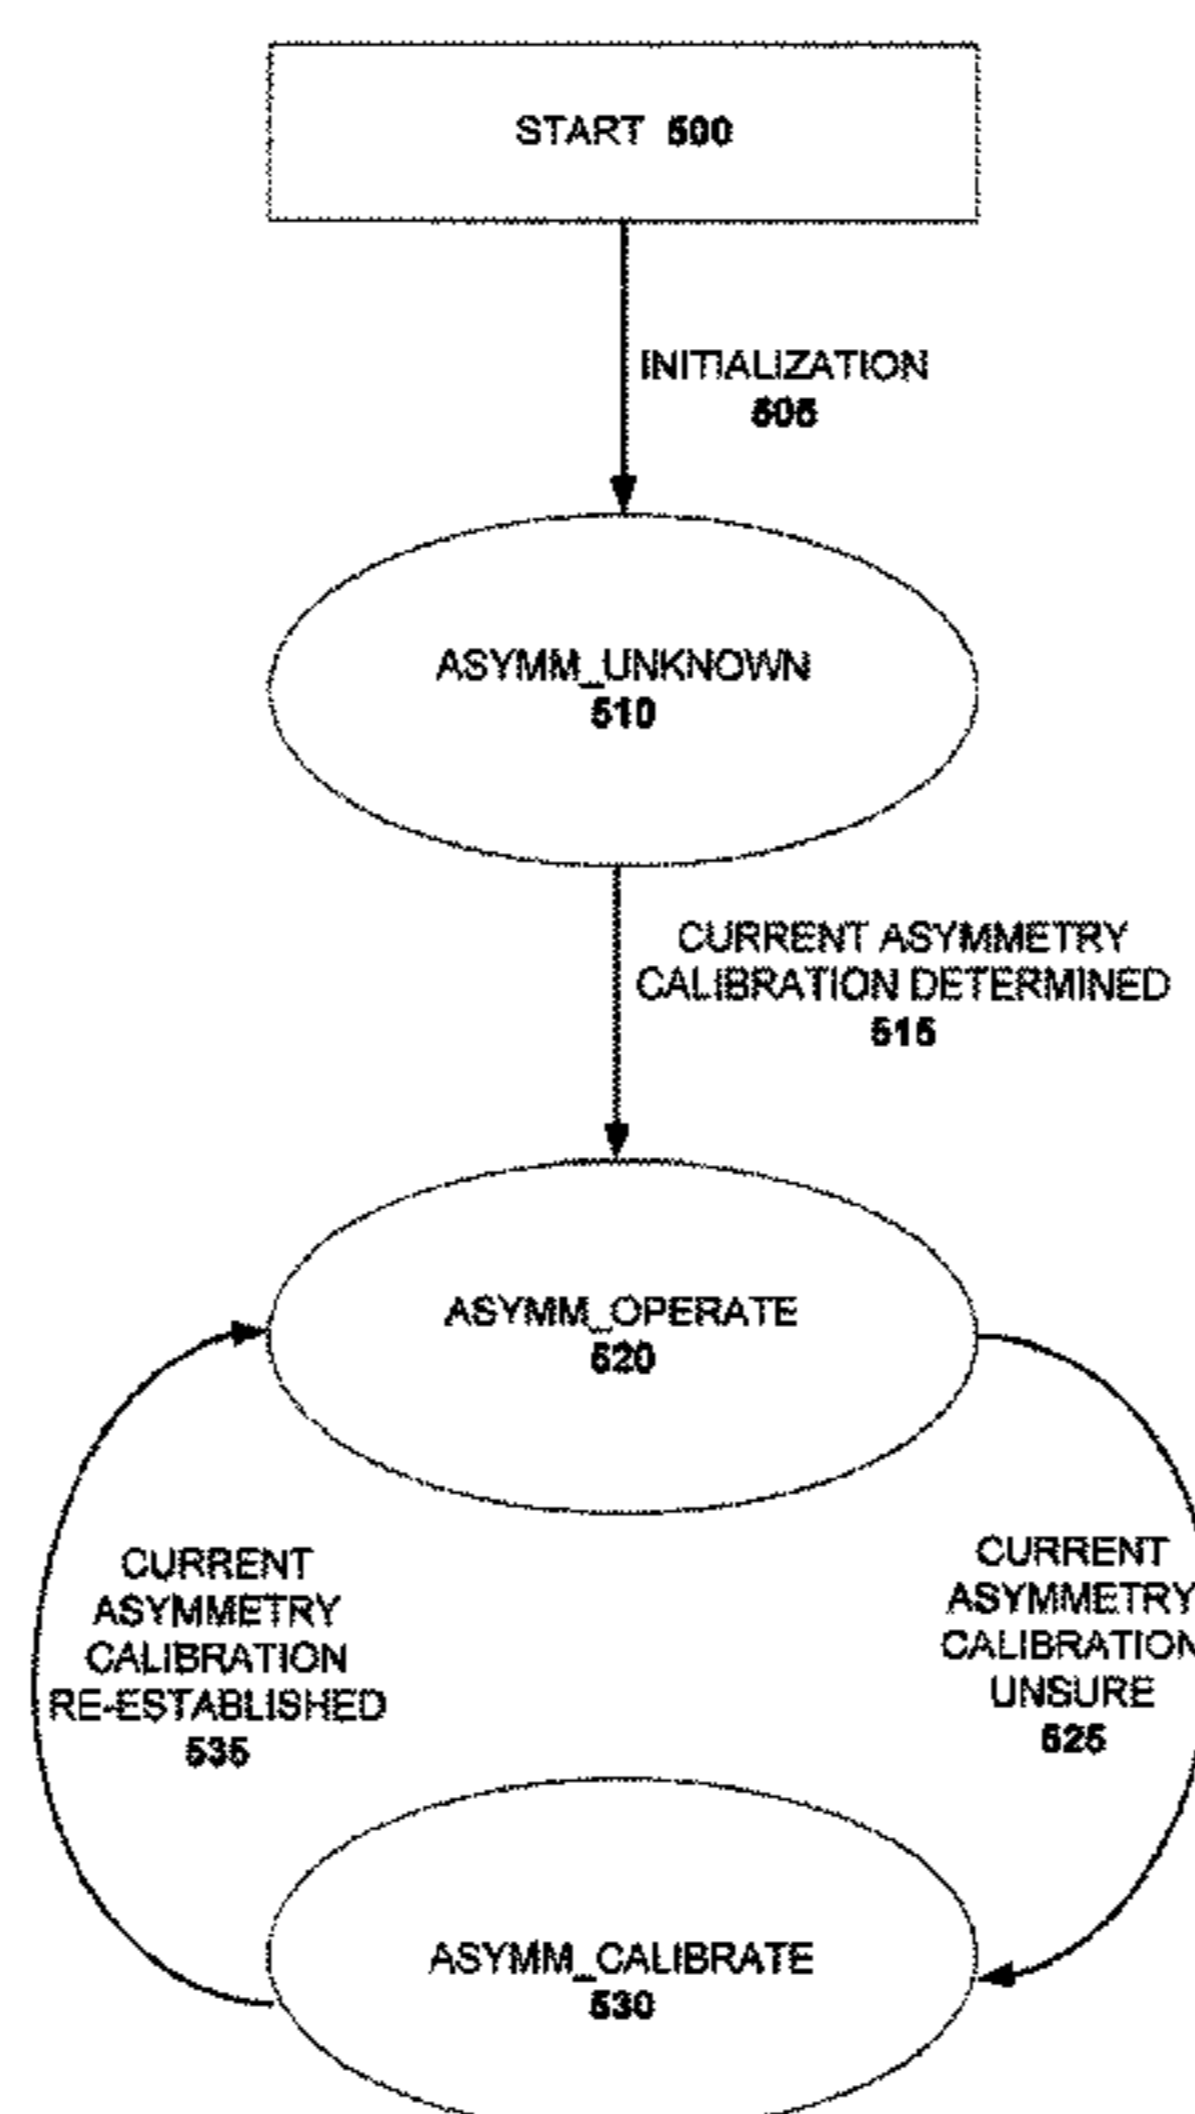 START 500
INITIALIZATION
505
ASYMM_UNKNOWN
510
CURRENT ASYMMETRY
CALIBRATION DETERMINED
515
ASYMM_OPERATE
520
CURRENT
ASYMMETRY
CALIBRATION
RE-ESTABLISHED
535
CURRENT
ASYMMETRY
CALIBRATION
UNSURE
525
ASYMM_CALIBRATE
530